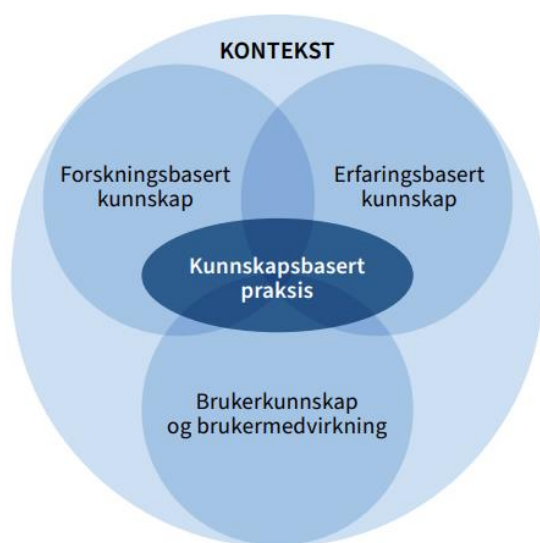 KONTEKST
Forskningsbasert
kunnskap
Erfaringsbasert
kunnskap
Kunnskapsbasert
praksis
Brukerkunnskap
og brukermedvirkning